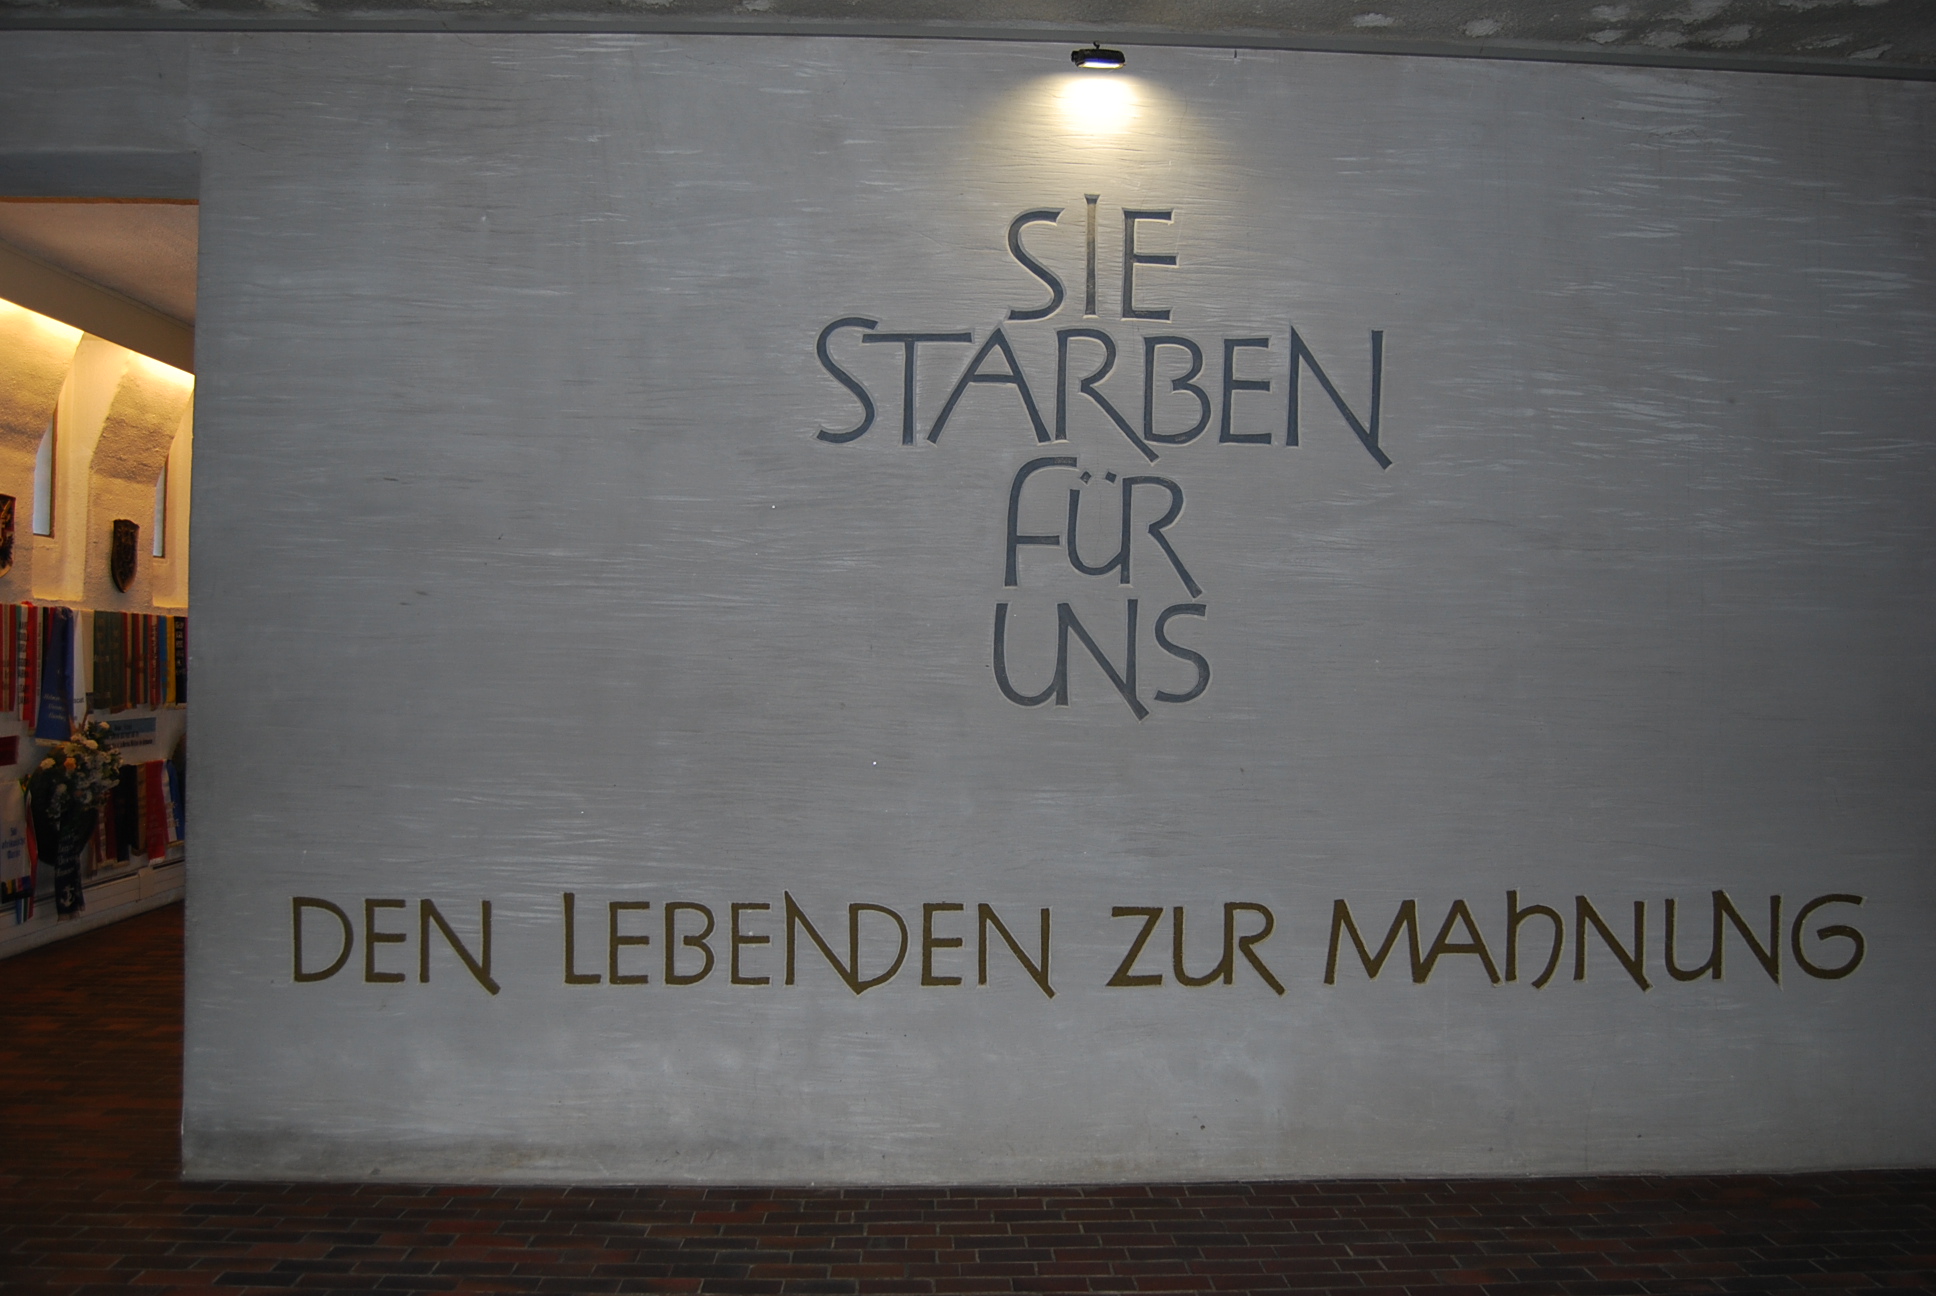 SIE
STARBEN
FÜR
UNS
DEN LEBENDEN ZUR MAHNUNG